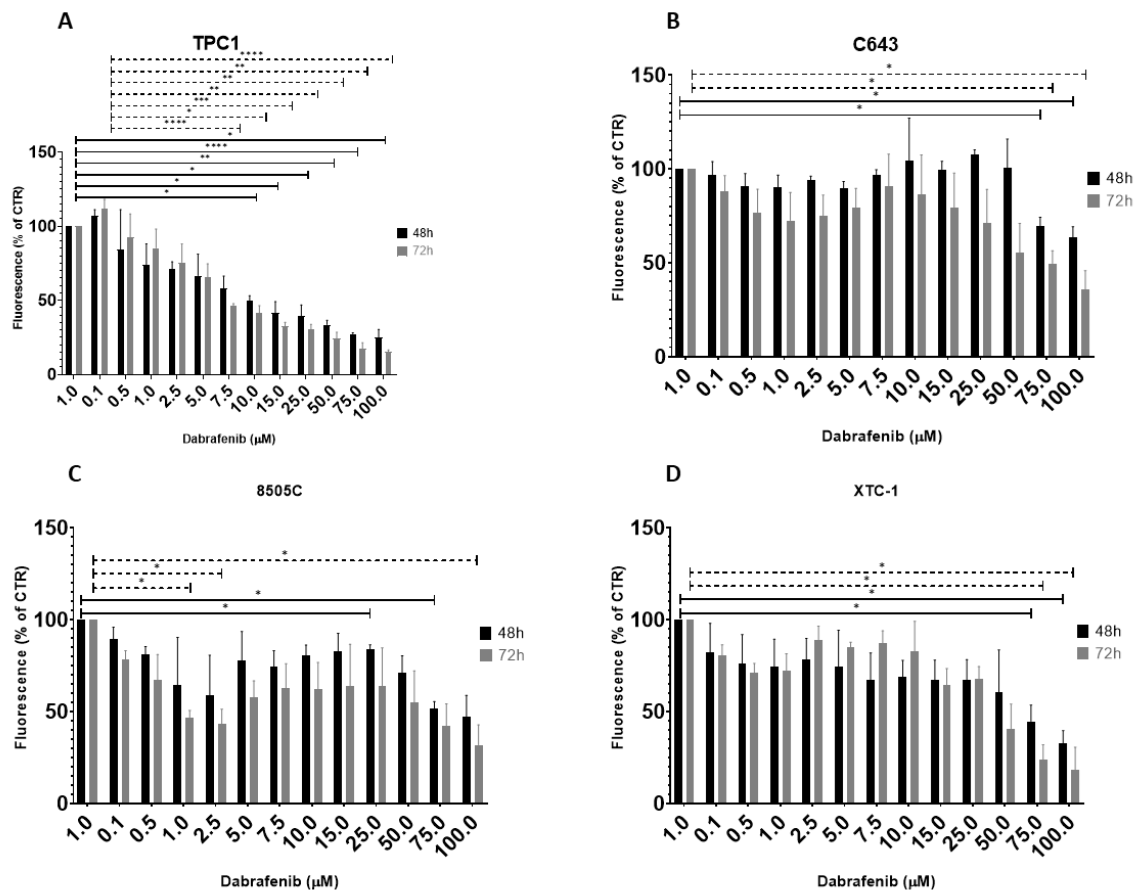 A
TPC1
****
**
**
**
***
*
****
*
****
**
*
*
*
150
100
50
0
Fluorescence (% of CTR)
48h
72h
1.0 0.1 0.5 1.0 2.5 5.0 7.5 10.0 15.0 25.0 50.0 75.0 100.0
Dabrafenib (μM)
B
C643
*
*
*
*
150
100
50
0
Fluorescence (% of CTR)
48h
72h
1.0 0.1 0.5 1.0 2.5 5.0 7.5 10.0 15.0 25.0 50.0 75.0 100.0
Dabrafenib (μM)
C
8505C
*
*
*
*
*
150
100
50
0
Fluorescence (% of CTR)
48h
72h
1.0 0.1 0.5 1.0 2.5 5.0 7.5 10.0 15.0 25.0 50.0 75.0 100.0
Dabrafenib (μM)
D
XTC-1
*
*
*
*
150
100
50
0
Fluorescence (% of CTR)
48h
72h
1.0 0.1 0.5 1.0 2.5 5.0 7.5 10.0 15.0 25.0 50.0 75.0 100.0
Dabrafenib (μM)